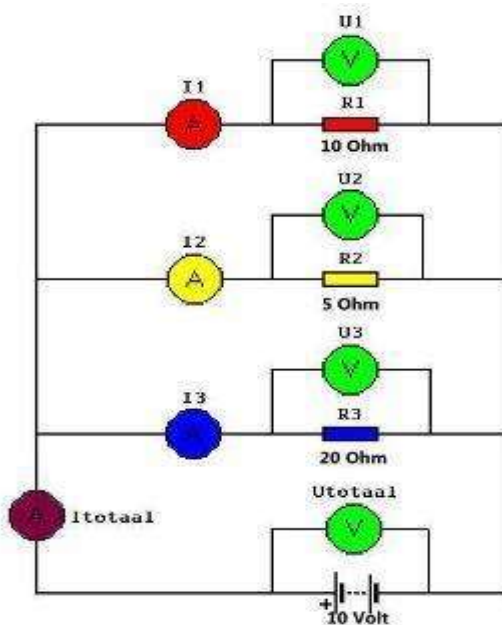 U1
V
I1
A
R1
10 Ohm
U2
V
I2
A
R2
5 Ohm
U3
V
I3
A
R3
20 Ohm
Utotaal
A
Itotaal
V
+
10 Volt